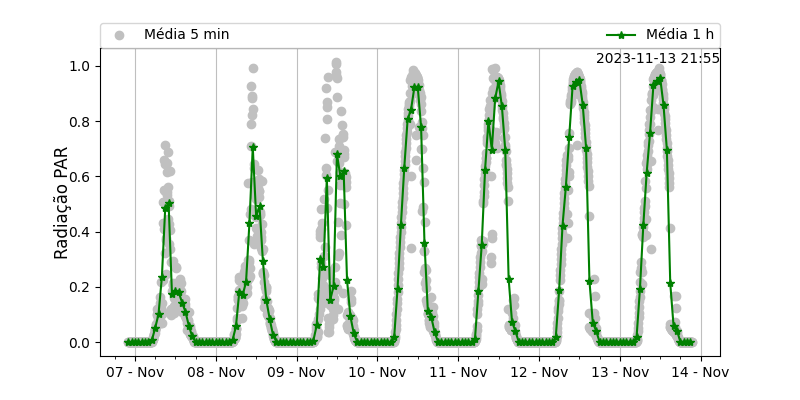 Média 5 min
Média 1 h
2023-11-13 21:55
Radiação PAR
1.0
0.8
0.6
0.4
0.2
0.0
07 - Nov
08 - Nov
09 - Nov
10 - Nov
11 - Nov
12 - Nov
13 - Nov
14 - Nov